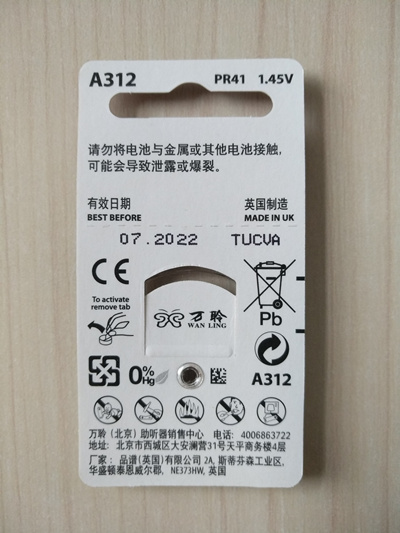 A312 PR41 1.45V
请勿将电池与金属或其他电池接触,
可能会导致泄露或爆裂。
有效日期 英国制造
BEST BEFORE MADE IN UK
07.2022 TUCVA
CE
To activate
remove tab
万聆
WAN LING
Pb
0%
Hg
A312
万聆（北京）助听器销售中心 电话: 4006863722
地址: 北京市西城区大安澜营31号天平商务楼4层
厂家: 品谱(英国)有限公司 2A, 斯蒂芬森工业区,
华盛顿泰恩威尔郡, NE373HW, 英国